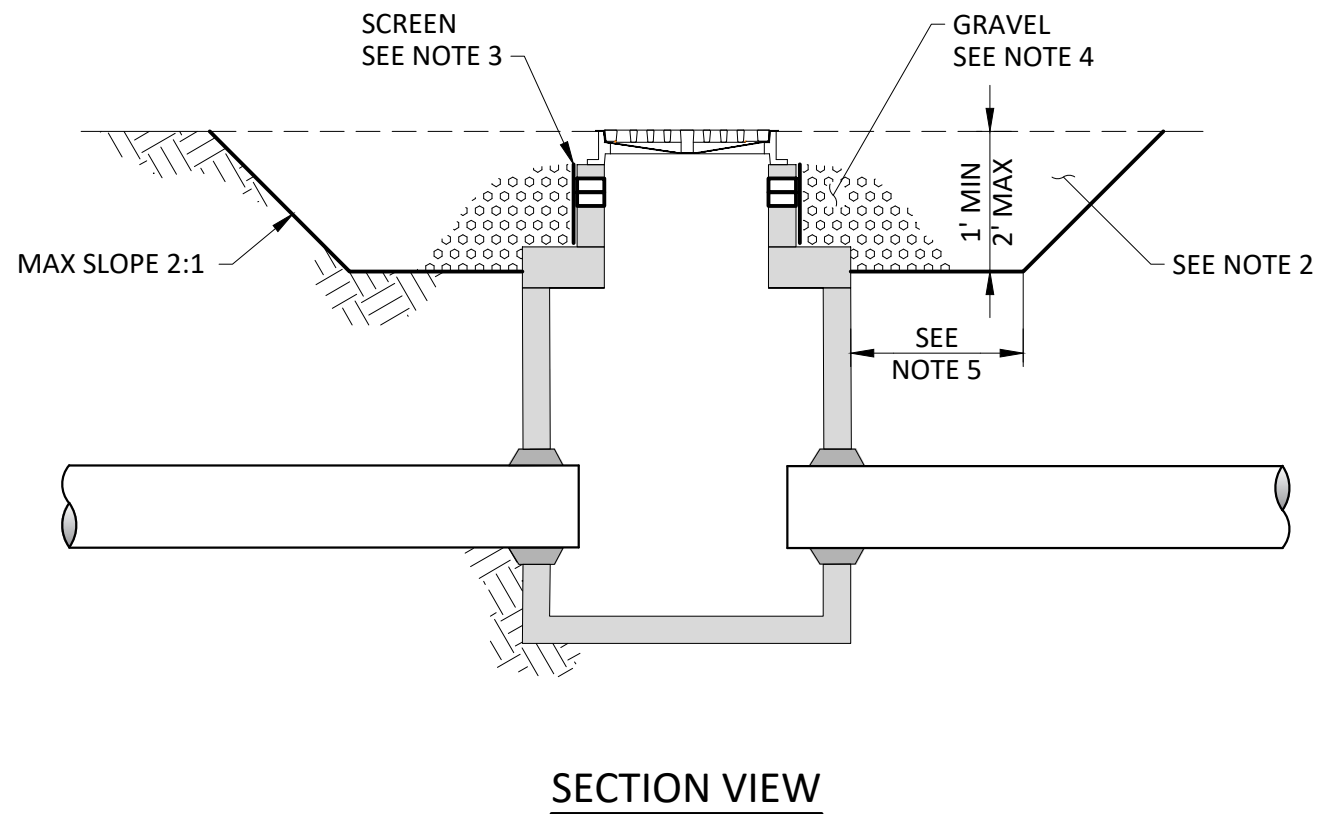 SCREEN
SEE NOTE 3
GRAVEL
SEE NOTE 4
1' MIN
2' MAX
MAX SLOPE 2:1
SEE NOTE 2
SEE
NOTE 5
SECTION VIEW